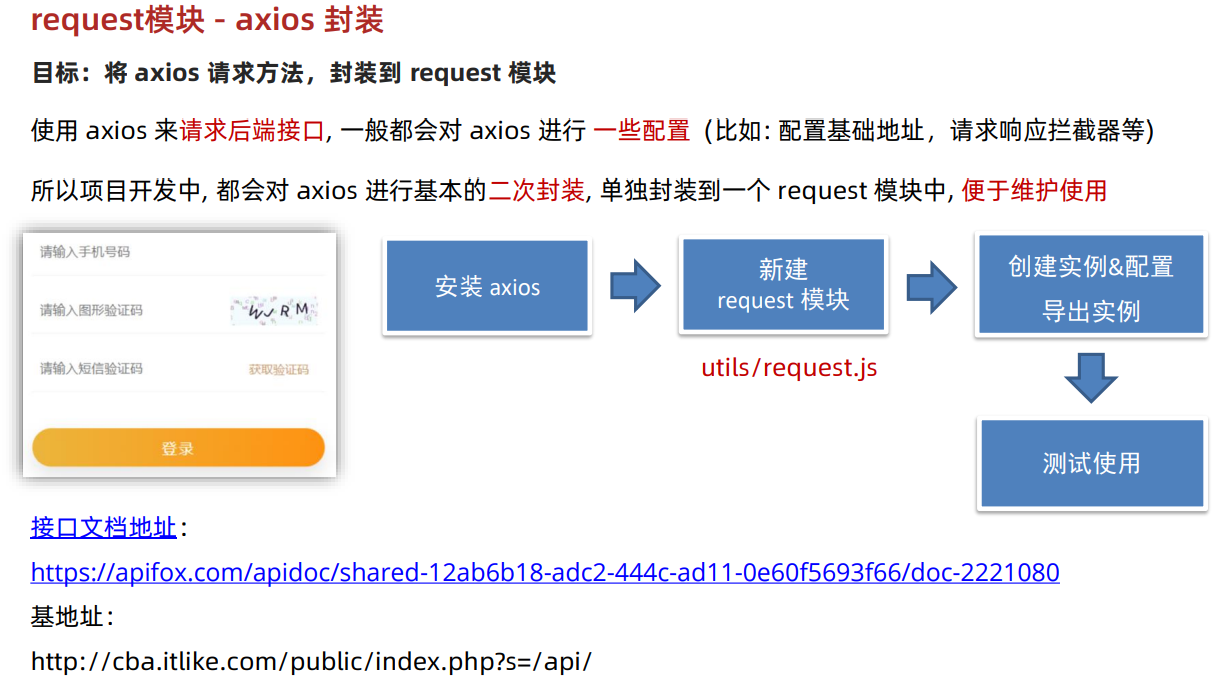 request模块 - axios 封装
目标：将 axios 请求方法，封装到 request 模块
使用 axios 来请求后端接口, 一般都会对 axios 进行 一些配置 (比如: 配置基础地址，请求响应拦截器等)
所以项目开发中, 都会对 axios 进行基本的二次封装, 单独封装到一个 request 模块中, 便于维护使用
请输入手机号码
请输入图形验证码
W R M
请输入短信验证码 获取验证码
登录
安装 axios
新建
request 模块
utils/request.js
创建实例&配置
导出实例
测试使用
接口文档地址：
https://apifox.com/apidoc/shared-12ab6b18-adc2-444c-ad11-0e60f5693f66/doc-2221080
基地址：
http://cba.itlike.com/public/index.php?s=/api/